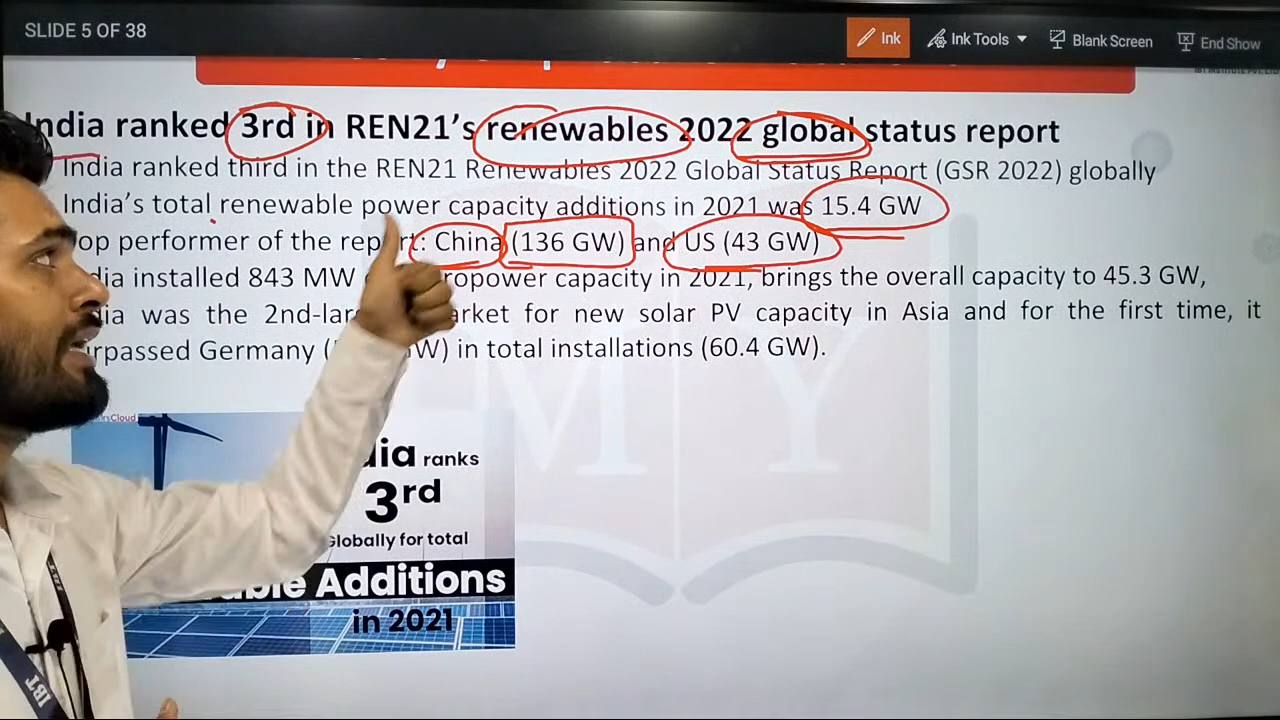 SLIDE 5 OF 38
Ink
Ink Tools
Blank Screen
End Show
India ranked 3rd in REN21's renewables 2022 global status report
India ranked third in the REN21 Renewables 2022 Global Status Report (GSR 2022) globally
India's total renewable power capacity additions in 2021 was 15.4 GW
op performer of the report: China (136 GW) and US (43 GW)
dia installed 843 MW ropower capacity in 2021, brings the overall capacity to 45.3 GW,
dia was the 2nd-lar arket for new solar PV capacity in Asia and for the first time, it
rpassed Germany ( GW) in total installations (60.4 GW).
M Y
dia ranks
3rd
Globally for total
able Additions
in 2021
IBT